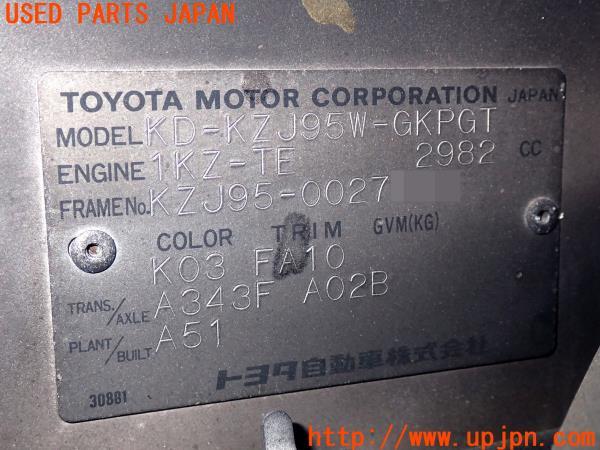 USED PARTS JAPAN
TOYOTA MOTOR CORPORATION JAPAN
MODEL KD-KZJ95W-GKPGT
ENGINE 1KZ-TE 2982 CC
FRAME No. KZJ95-0027
COLOR TRIM GVM(KG)
K03 FA10
TRANS./AXLE A343F A02B
PLANT/BUILT A51
トヨタ自動車株式会社
30881
http://www.upjpn.com/